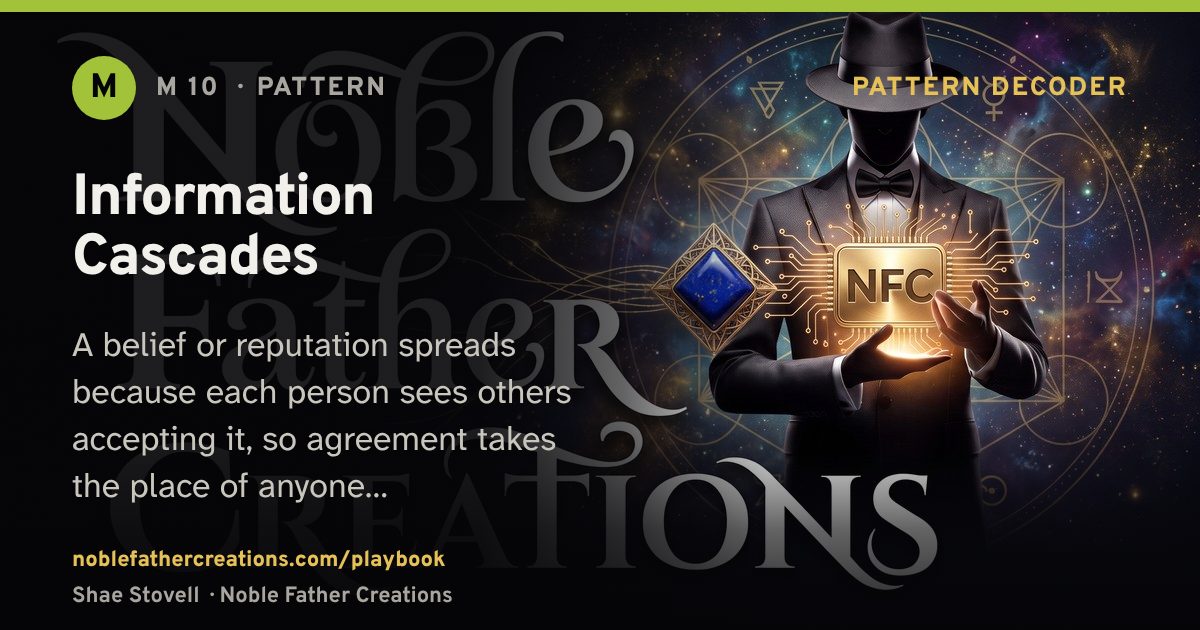 M
M 10 · PATTERN
PATTERN DECODER
Noble
Father
Creations
Information
Cascades
NFC
A belief or reputation spreads
because each person sees others
accepting it, so agreement takes
the place of anyone...
noblefathercreations.com/playbook
Shae Stovell · Noble Father Creations